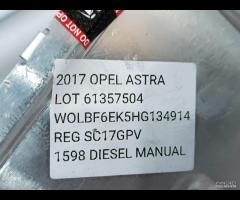 2017 OPEL ASTRA
LOT 61357504
WOLBF6EK5HG134914
REG SC17GPV
1598 DIESEL MANUAL